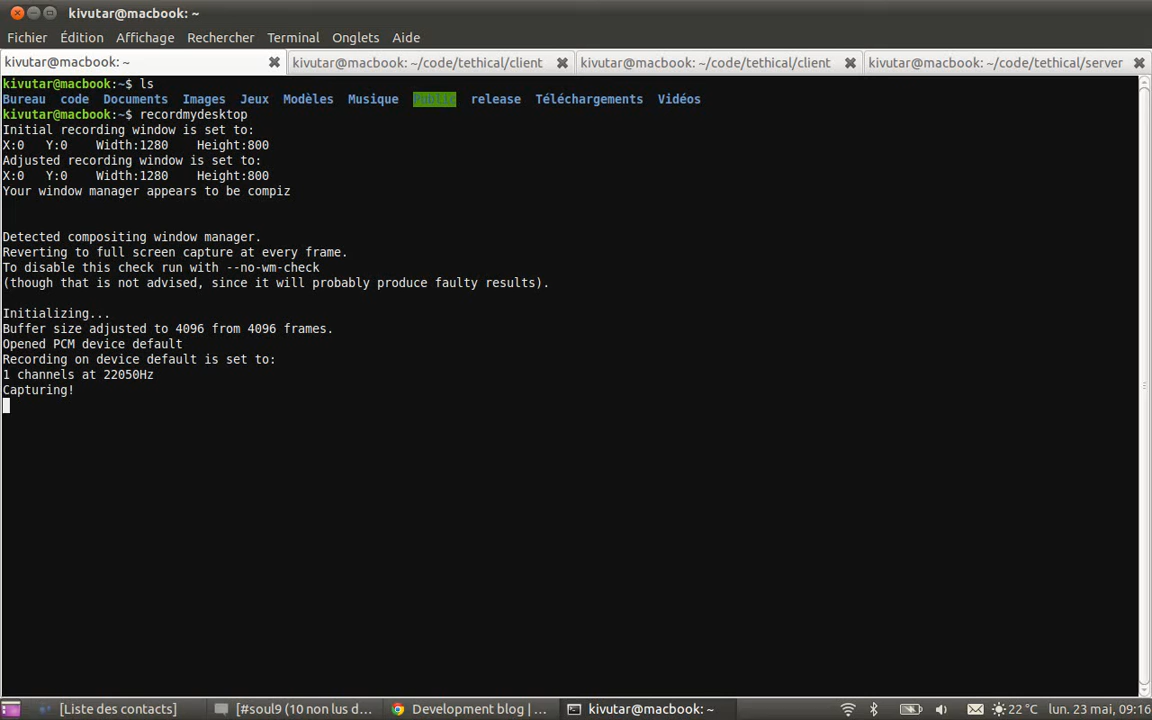 kivutar@macbook: ~
Fichier Édition Affichage Rechercher Terminal Onglets Aide
kivutar@macbook: ~ kivutar@macbook: ~/code/tethical/client kivutar@macbook: ~/code/tethical/client kivutar@macbook: ~/code/tethical/server
kivutar@macbook:~$ ls
Bureau code Documents Images Jeux Modèles Musique Public release Téléchargements Vidéos
kivutar@macbook:~$ recordmydesktop
Initial recording window is set to:
X:0 Y:0 Width:1280 Height:800
Adjusted recording window is set to:
X:0 Y:0 Width:1280 Height:800
Your window manager appears to be compiz
Detected compositing window manager.
Reverting to full screen capture at every frame.
To disable this check run with --no-wm-check
(though that is not advised, since it will probably produce faulty results).
Initializing...
Buffer size adjusted to 4096 from 4096 frames.
Opened PCM device default
Recording on device default is set to:
1 channels at 22050Hz
Capturing!
[Liste des contacts] [#soul9 (10 non lus d... Development blog | ... kivutar@macbook: ~ 22 °C lun. 23 mai, 09:16